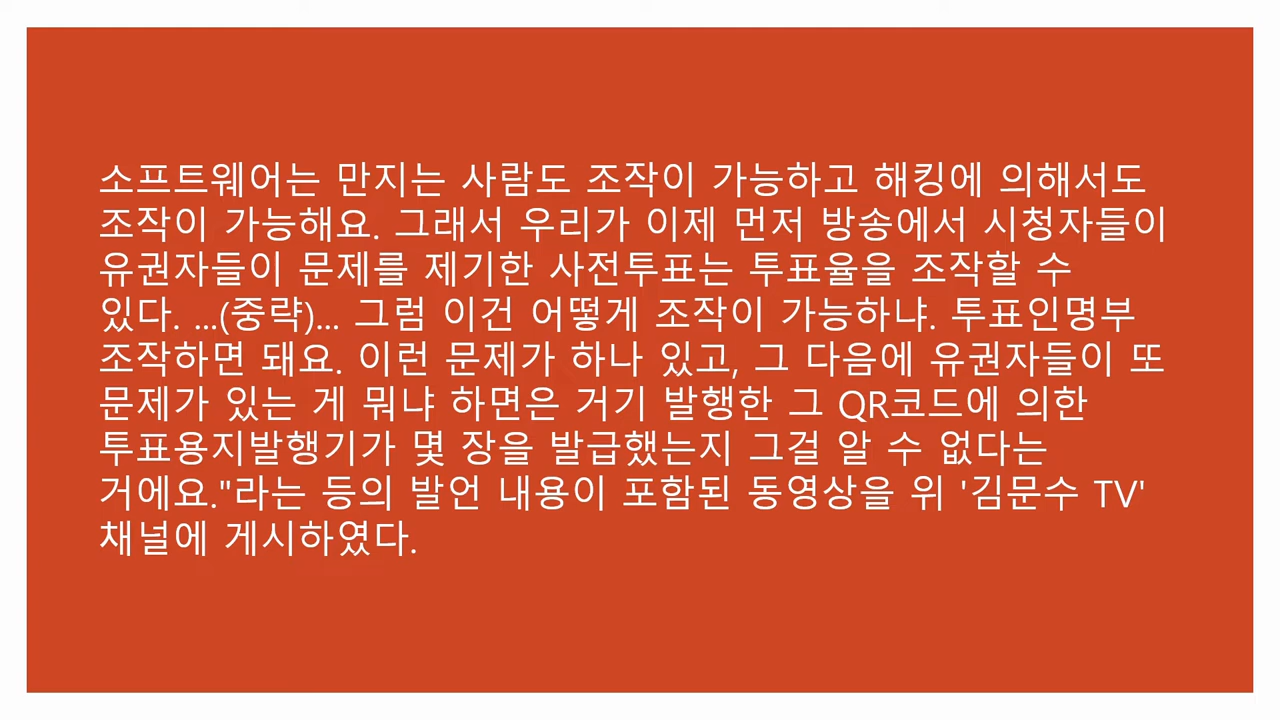 소프트웨어는 만지는 사람도 조작이 가능하고 해킹에 의해서도
조작이 가능해요. 그래서 우리가 이제 먼저 방송에서 시청자들이
유권자들이 문제를 제기한 사전투표는 투표율을 조작할 수
있다. ...(중략)... 그럼 이건 어떻게 조작이 가능하냐. 투표인명부
조작하면 돼요. 이런 문제가 하나 있고, 그 다음에 유권자들이 또
문제가 있는 게 뭐냐 하면은 거기 발행한 그 QR코드에 의한
투표용지발행기가 몇 장을 발급했는지 그걸 알 수 없다는
거에요."라는 등의 발언 내용이 포함된 동영상을 위 '김문수 TV'
채널에 게시하였다.